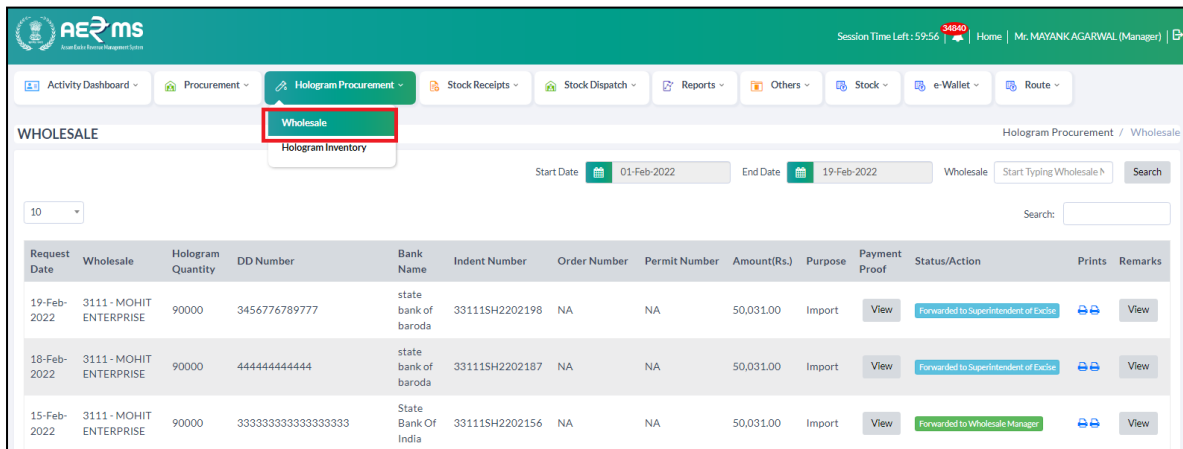 AERMS
Assam Excise Revenue Management System
34840
Session Time Left : 59:56 | Home | Mr. MAYANK AGARWAL (Manager) |
Activity Dashboard Procurement Hologram Procurement Stock Receipts Stock Dispatch Reports Others Stock e-Wallet Route
Wholesale
Hologram Inventory
WHOLESALE
Hologram Procurement / Wholesale
Start Date 01-Feb-2022 End Date 19-Feb-2022 Wholesale Start Typing Wholesale N Search
10
Search:
Request Date Wholesale Hologram Quantity DD Number Bank Name Indent Number Order Number Permit Number Amount(Rs.) Purpose Payment Proof Status/Action Prints Remarks
19-Feb-2022 3111 - MOHIT ENTERPRISE 90000 3456776789777 state bank of baroda 33111SH2202198 NA NA 50,031.00 Import View Forwarded to Superintendent of Excise View
18-Feb-2022 3111 - MOHIT ENTERPRISE 90000 444444444444 state bank of baroda 33111SH2202187 NA NA 50,031.00 Import View Forwarded to Superintendent of Excise View
15-Feb-2022 3111 - MOHIT ENTERPRISE 90000 333333333333333333 State Bank Of India 33111SH2202156 NA NA 50,031.00 Import View Forwarded to Wholesale Manager View